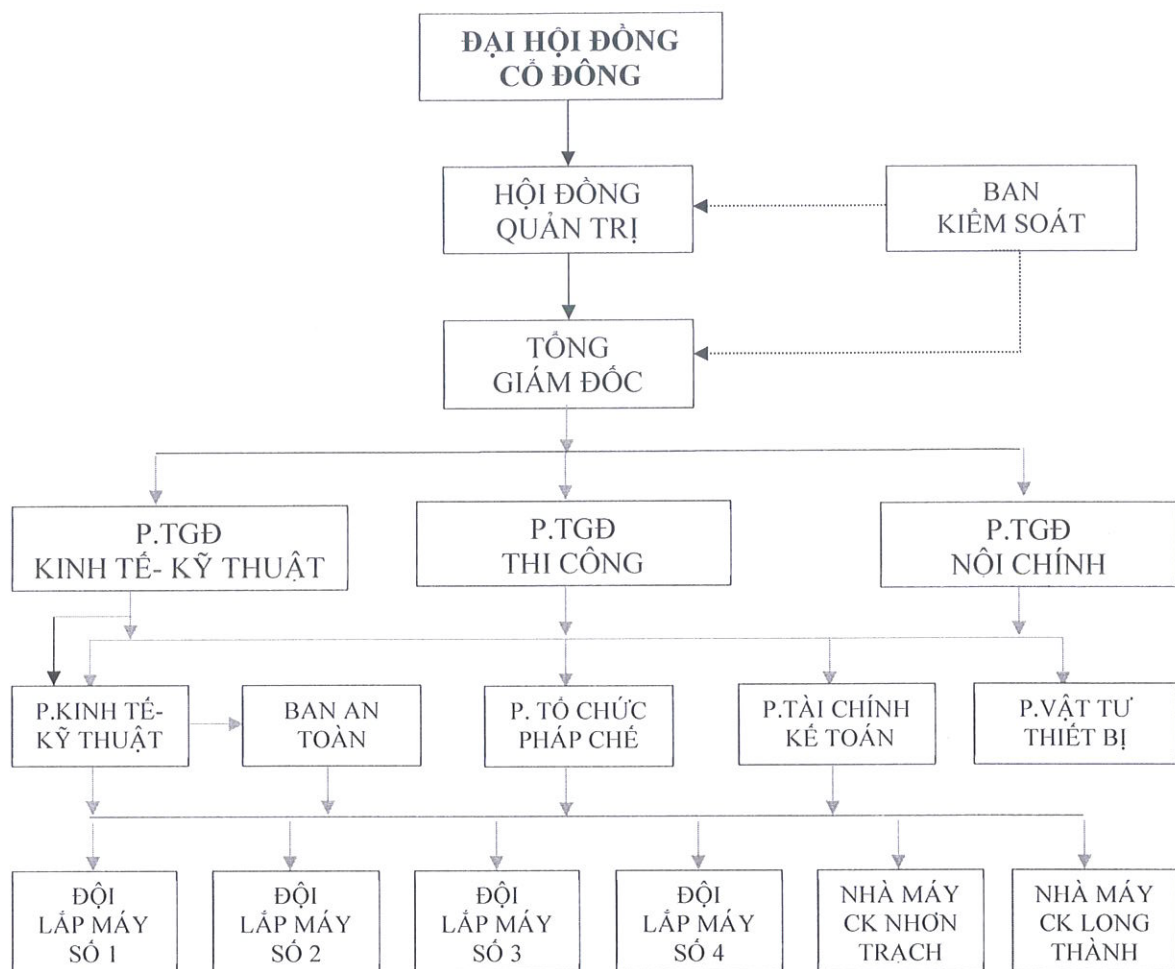 ĐẠI HỘI ĐỒNG
CỔ ĐÔNG
HỘI ĐỒNG
QUẢN TRỊ
BAN
KIỂM SOÁT
TỔNG
GIÁM ĐỐC
P.TGĐ
KINH TẾ- KỸ THUẬT
P.TGĐ
THI CÔNG
P.TGĐ
NỘI CHÍNH
P.KINH TẾ-
KỸ THUẬT
BAN AN
TOÀN
P. TỔ CHỨC
PHÁP CHẾ
P.TÀI CHÍNH
KẾ TOÁN
P.VẬT TƯ
THIẾT BỊ
ĐỘI
LẮP MÁY
SỐ 1
ĐỘI
LẮP MÁY
SỐ 2
ĐỘI
LẮP MÁY
SỐ 3
ĐỘI
LẮP MÁY
SỐ 4
NHÀ MÁY
CK NHƠN
TRẠCH
NHÀ MÁY
CK LONG
THÀNH